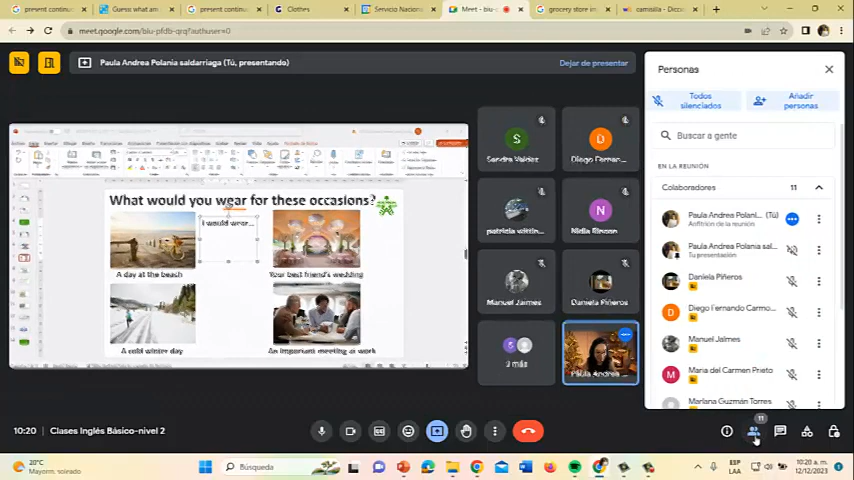 present continuo
Guess what am
present continua
Clothes
Servicio Nacional
Meet - biu-
grocery store in
camisilla - Dicc
meet.google.com/biu-pfdb-qrq?authuser=0
Paula Andrea Polania saldarriaga (Tú, presentando)
Dejar de presentar
Personas
Todos silenciados
Añadir personas
Buscar a gente
EN LA REUNIÓN
Colaboradores
11
Paula Andrea Polani... (Tú)
Anfitrión de la reunión
Paula Andrea Polania sal...
Tu presentación
Daniela Piñeros
Diego Fernando Carmo...
Manuel Jaimes
Maria del Carmen Prieto
Mariana Guzmán Torres
What would you wear for these occasions?
I would wear...
A day at the beach
Your best friend's wedding
A cold winter day
An important meeting at work
S
Sandra Valdez
D
Diego Fernan...
N
Nidia Rincon
Manuel Jaimes
Daniela Piñeros
S
9 más
Paula Andrea
D
M
11
10:20
Clases Inglés Básico-nivel 2
20°C
Mayorm. soleado
Búsqueda
ESP
LAA
10:20 a.m.
12/12/2023